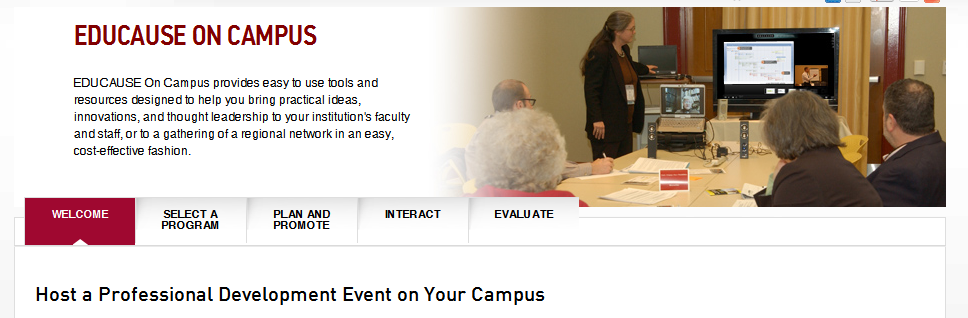 EDUCAUSE ON CAMPUS
EDUCAUSE On Campus provides easy to use tools and
resources designed to help you bring practical ideas,
innovations, and thought leadership to your institution's faculty
and staff, or to a gathering of a regional network in an easy,
cost-effective fashion.
WELCOME
SELECT A
PROGRAM
PLAN AND
PROMOTE
INTERACT
EVALUATE
Host a Professional Development Event on Your Campus